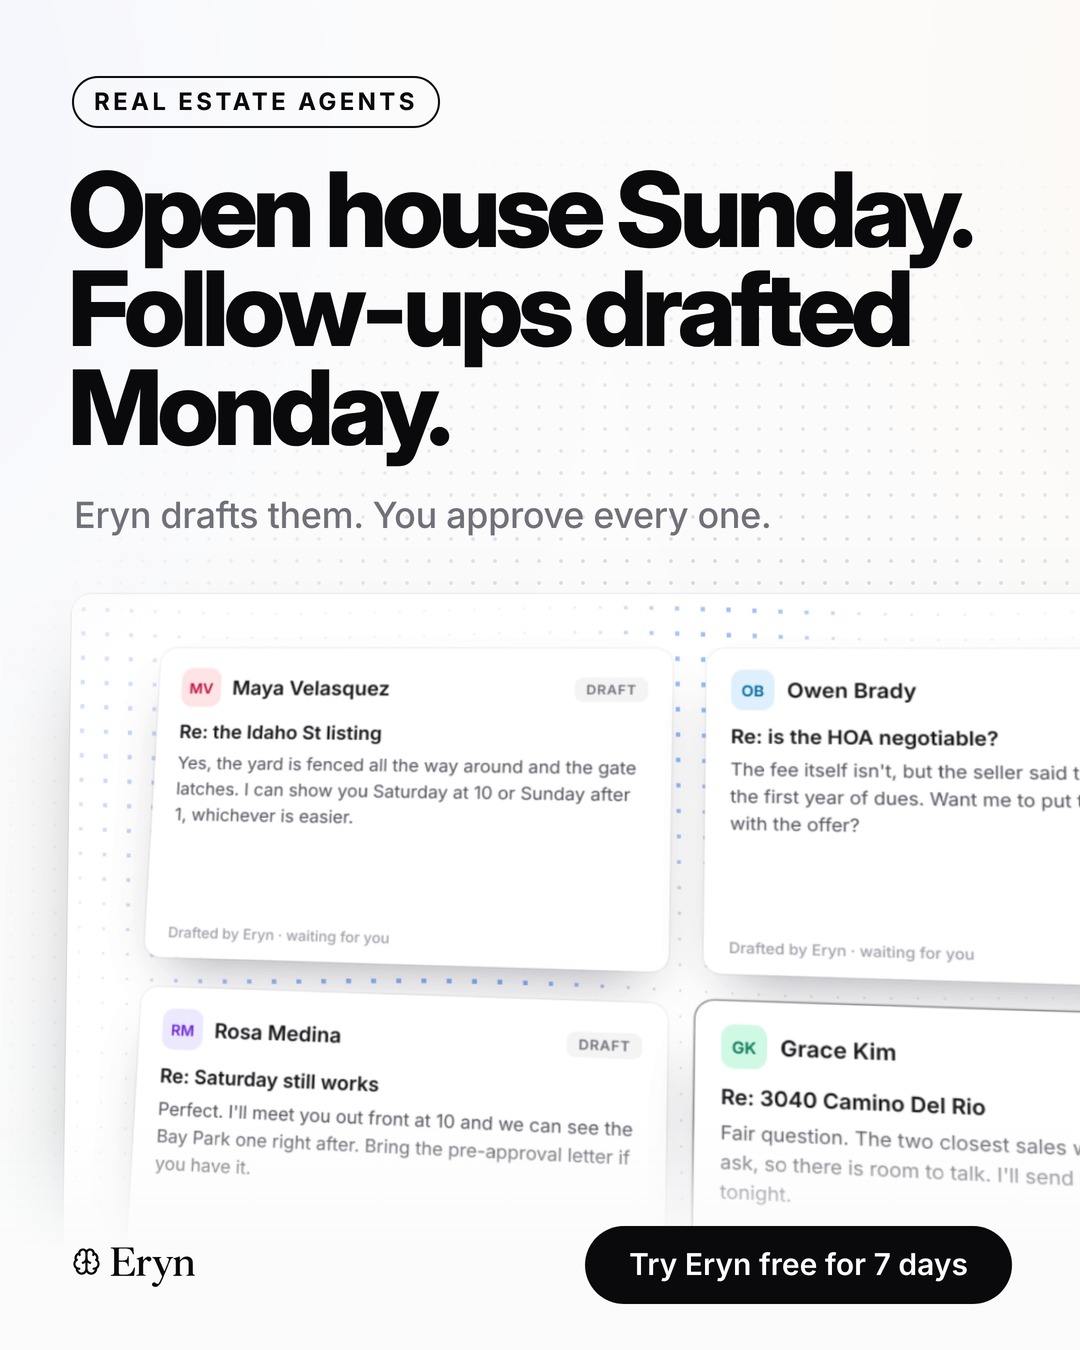 REAL ESTATE AGENTS
Open house Sunday.
Follow-ups drafted
Monday.
Eryn drafts them. You approve every one.
MV Maya Velasquez DRAFT
Re: the Idaho St listing
Yes, the yard is fenced all the way around and the gate
latches. I can show you Saturday at 10 or Sunday after
1, whichever is easier.
Drafted by Eryn · waiting for you
OB Owen Brady
Re: is the HOA negotiable?
The fee itself isn't, but the seller said
the first year of dues. Want me to put
with the offer?
Drafted by Eryn · waiting for you
RM Rosa Medina DRAFT
Re: Saturday still works
Perfect. I'll meet you out front at 10 and we can see the
Bay Park one right after. Bring the pre-approval letter if
you have it.
GK Grace Kim
Re: 3040 Camino Del Rio
Fair question. The two closest sales
ask, so there is room to talk. I'll send
tonight.
Eryn
Try Eryn free for 7 days